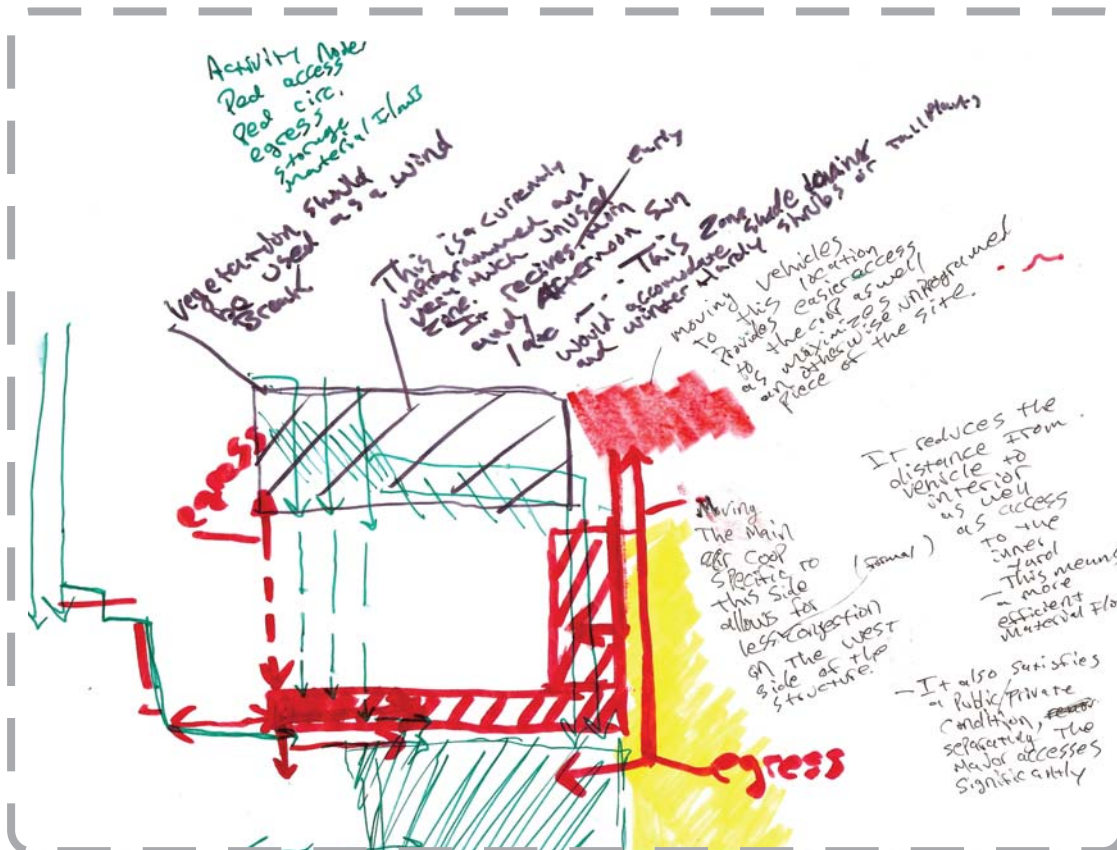 Activity Nodes
Ped access
Ped circ.
egress
storage
material Flows
vegetation should
be used as a wind
Break.
This is a currently
unprogrammed and
very much unused
zone. It recives main
early
and Afternoon Sun
late - - - This zone
would accomodate shade loving
and winter hardy shrubs or tall plants
moving vehicles
to this location
Provides easier access
to the coop as well
as maximizes unprogramed
an otherwise
piece of the site.
It reduces the
distance from
vehicle to
interior
as well
as access
to the
inner
yard
- This means
a more
efficient
Material Flow
Moving
The main
coop
specific to
(Formal)
This side
allows for
less congestion
on the west
side of the
structure.
- It also satisfies
a Public/Private
condition,
separating The
Major accesses
Significantly
egress
egress